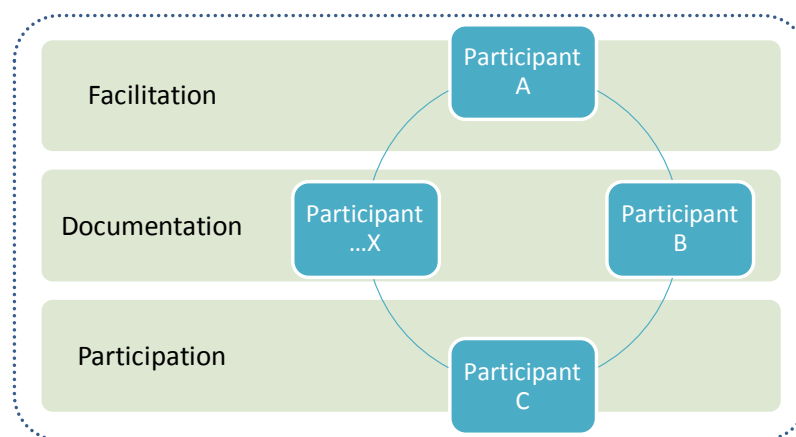 Participant
A
Facilitation
Documentation
Participant
...X
Participant
B
Participation
Participant
C